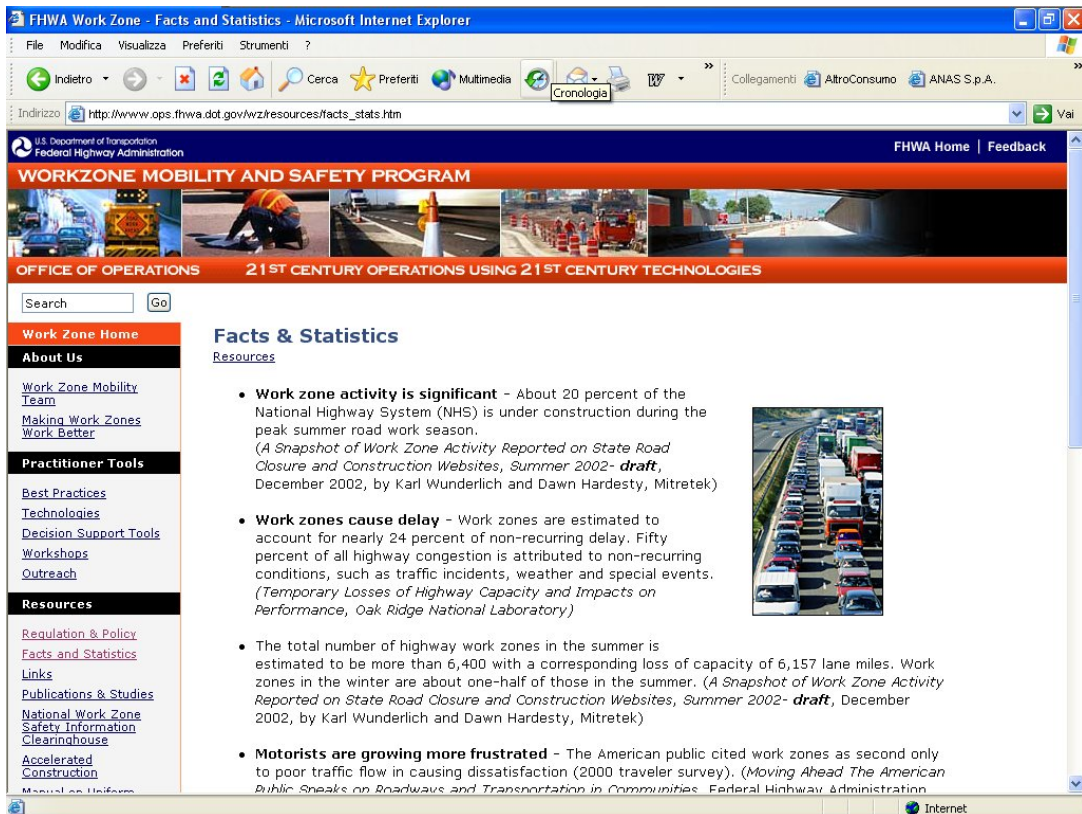 FHWA Work Zone - Facts and Statistics - Microsoft Internet Explorer
File Modifica Visualizza Preferiti Strumenti ?
Indietro Cerca Preferiti Multimedia » Collegamenti AltroConsumo ANAS S.p.A. »
Cronologia
Indirizzo http://www.ops.fhwa.dot.gov/wz/resources/facts_stats.htm Vai
U.S. Department of Transportation
Federal Highway Administration
FHWA Home | Feedback
WORKZONE MOBILITY AND SAFETY PROGRAM
OFFICE OF OPERATIONS 21ST CENTURY OPERATIONS USING 21ST CENTURY TECHNOLOGIES
Search Go
Work Zone Home
About Us
Work Zone Mobility
Team
Making Work Zones
Work Better
Practitioner Tools
Best Practices
Technologies
Decision Support Tools
Workshops
Outreach
Resources
Regulation & Policy
Facts and Statistics
Links
Publications & Studies
National Work Zone
Safety Information
Clearinghouse
Accelerated
Construction
Manual on Uniform
Facts & Statistics
Resources
• Work zone activity is significant - About 20 percent of the
National Highway System (NHS) is under construction during the
peak summer road work season.
(A Snapshot of Work Zone Activity Reported on State Road
Closure and Construction Websites, Summer 2002- draft,
December 2002, by Karl Wunderlich and Dawn Hardesty, Mitretek)
• Work zones cause delay - Work zones are estimated to
account for nearly 24 percent of non-recurring delay. Fifty
percent of all highway congestion is attributed to non-recurring
conditions, such as traffic incidents, weather and special events.
(Temporary Losses of Highway Capacity and Impacts on
Performance, Oak Ridge National Laboratory)
• The total number of highway work zones in the summer is
estimated to be more than 6,400 with a corresponding loss of capacity of 6,157 lane miles. Work
zones in the winter are about one-half of those in the summer. (A Snapshot of Work Zone Activity
Reported on State Road Closure and Construction Websites, Summer 2002- draft, December
2002, by Karl Wunderlich and Dawn Hardesty, Mitretek)
• Motorists are growing more frustrated - The American public cited work zones as second only
to poor traffic flow in causing dissatisfaction (2000 traveler survey). (Moving Ahead The American
Public Speaks on Roadways and Transportation in Communities, Federal Highway Administration
Internet